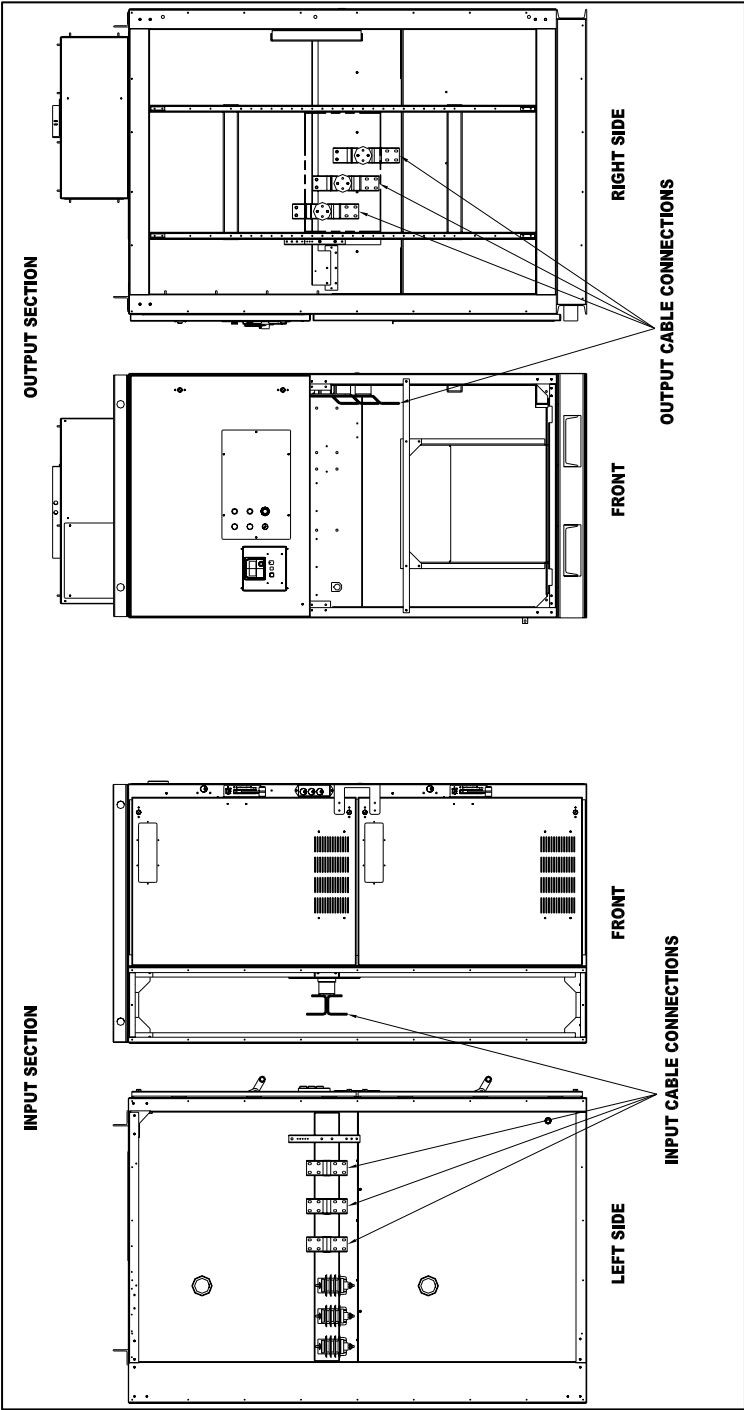 INPUT SECTION
OUTPUT SECTION
LEFT SIDE
FRONT
FRONT
RIGHT SIDE
INPUT CABLE CONNECTIONS
OUTPUT CABLE CONNECTIONS